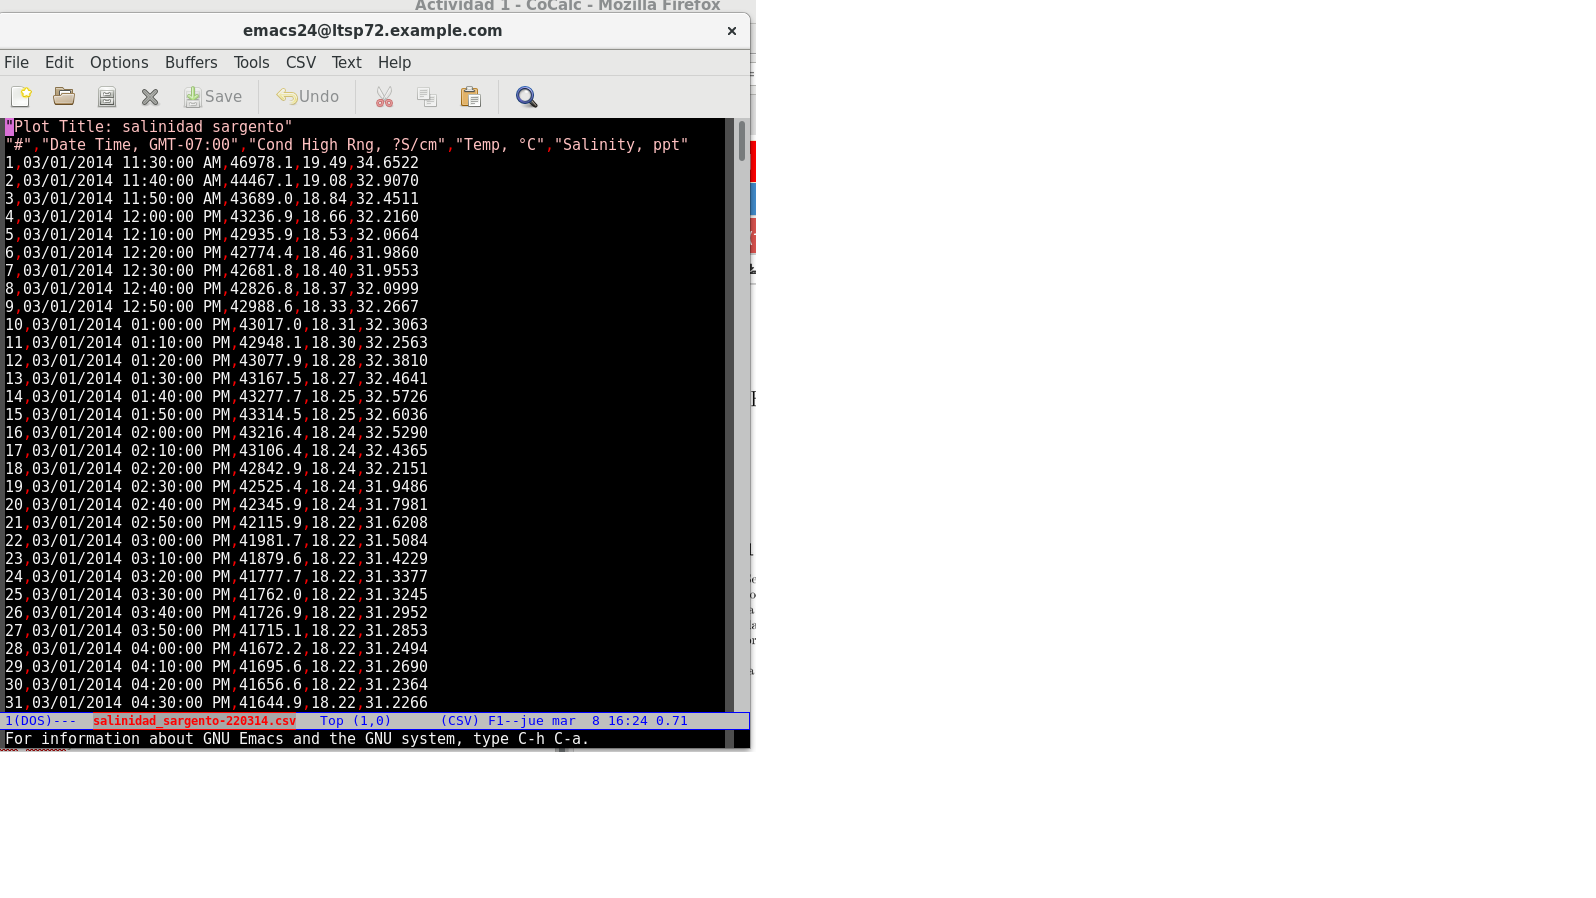 Actividad 1 - CoCalc - Mozilla Firefox
emacs24@ltsp72.example.com
File Edit Options Buffers Tools CSV Text Help
Save Undo
"Plot Title: salinidad sargento"
"#","Date Time, GMT-07:00","Cond High Rng, ?S/cm","Temp, °C","Salinity, ppt"
1,03/01/2014 11:30:00 AM,46978.1,19.49,34.6522
2,03/01/2014 11:40:00 AM,44467.1,19.08,32.9070
3,03/01/2014 11:50:00 AM,43689.0,18.84,32.4511
4,03/01/2014 12:00:00 PM,43236.9,18.66,32.2160
5,03/01/2014 12:10:00 PM,42935.9,18.53,32.0664
6,03/01/2014 12:20:00 PM,42774.4,18.46,31.9860
7,03/01/2014 12:30:00 PM,42681.8,18.40,31.9553
8,03/01/2014 12:40:00 PM,42826.8,18.37,32.0999
9,03/01/2014 12:50:00 PM,42988.6,18.33,32.2667
10,03/01/2014 01:00:00 PM,43017.0,18.31,32.3063
11,03/01/2014 01:10:00 PM,42948.1,18.30,32.2563
12,03/01/2014 01:20:00 PM,43077.9,18.28,32.3810
13,03/01/2014 01:30:00 PM,43167.5,18.27,32.4641
14,03/01/2014 01:40:00 PM,43277.7,18.25,32.5726
15,03/01/2014 01:50:00 PM,43314.5,18.25,32.6036
16,03/01/2014 02:00:00 PM,43216.4,18.24,32.5290
17,03/01/2014 02:10:00 PM,43106.4,18.24,32.4365
18,03/01/2014 02:20:00 PM,42842.9,18.24,32.2151
19,03/01/2014 02:30:00 PM,42525.4,18.24,31.9486
20,03/01/2014 02:40:00 PM,42345.9,18.24,31.7981
21,03/01/2014 02:50:00 PM,42115.9,18.22,31.6208
22,03/01/2014 03:00:00 PM,41981.7,18.22,31.5084
23,03/01/2014 03:10:00 PM,41879.6,18.22,31.4229
24,03/01/2014 03:20:00 PM,41777.7,18.22,31.3377
25,03/01/2014 03:30:00 PM,41762.0,18.22,31.3245
26,03/01/2014 03:40:00 PM,41726.9,18.22,31.2952
27,03/01/2014 03:50:00 PM,41715.1,18.22,31.2853
28,03/01/2014 04:00:00 PM,41672.2,18.22,31.2494
29,03/01/2014 04:10:00 PM,41695.6,18.22,31.2690
30,03/01/2014 04:20:00 PM,41656.6,18.22,31.2364
31,03/01/2014 04:30:00 PM,41644.9,18.22,31.2266
1(DOS)--- salinidad_sargento-220314.csv Top (1,0) (CSV) F1--jue mar 8 16:24 0.71
For information about GNU Emacs and the GNU system, type C-h C-a.